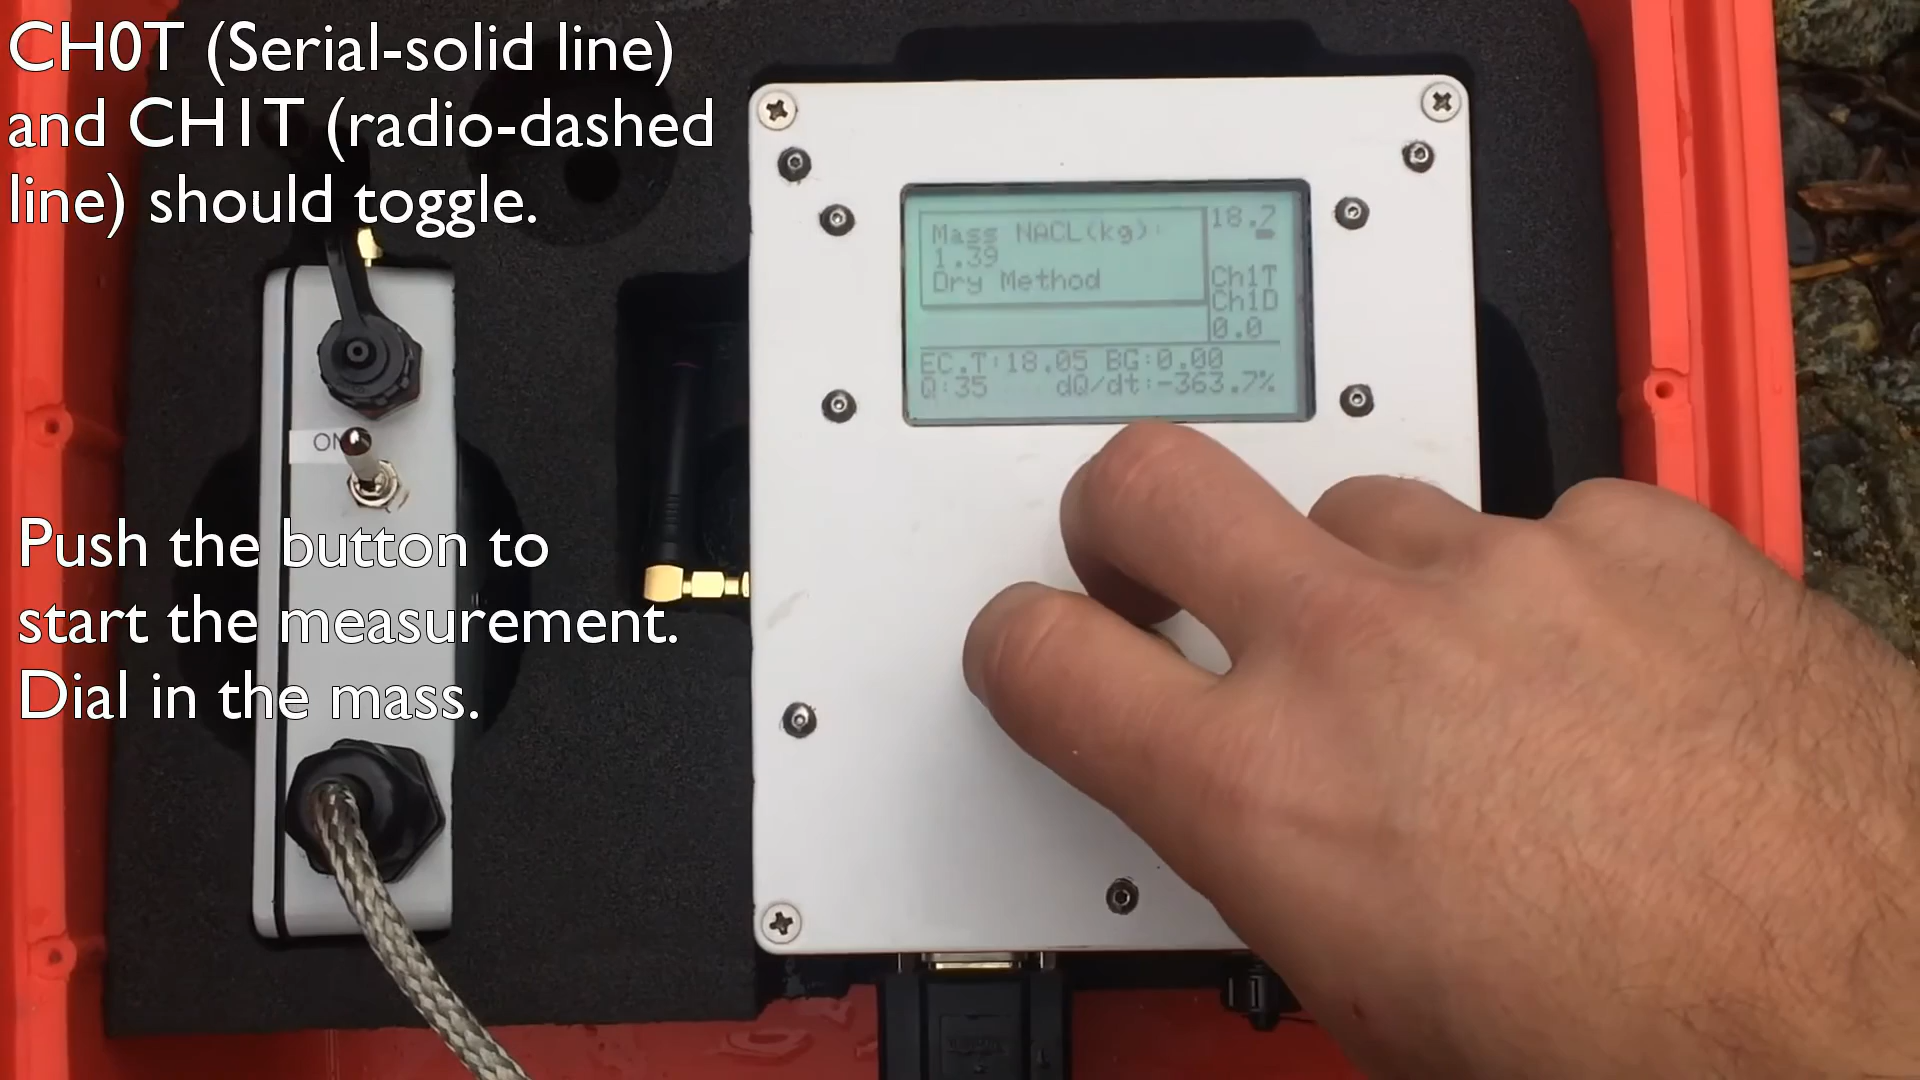 CH0T (Serial-solid line)
and CH1T (radio-dashed
line) should toggle.
Mass NACL(kg):
1.39
Dry Method
18.7
Ch1T
Ch1D
0.0
EC.T:18.05 BG:0.00
Q:35 dQ/dt:-363.7%
ON
Push the button to
start the measurement.
Dial in the mass.